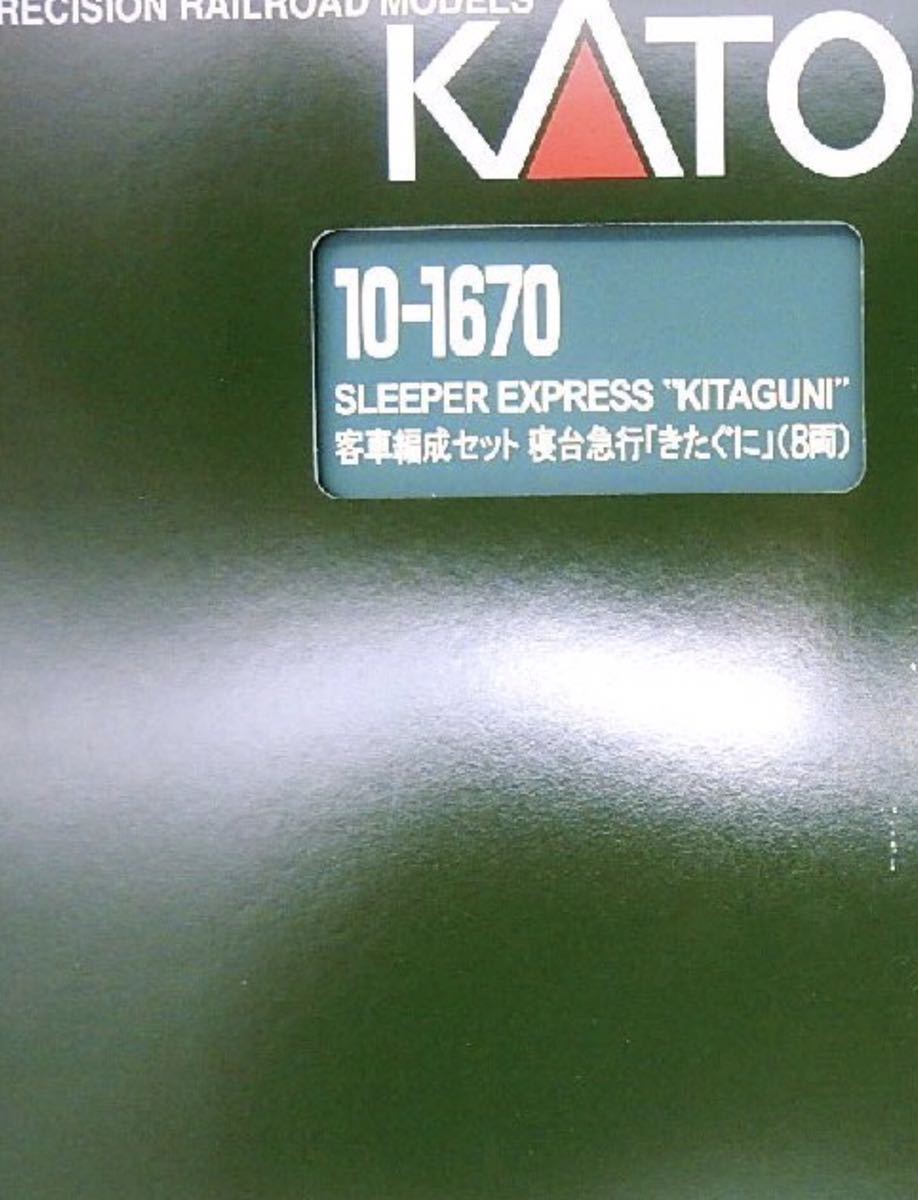 RECISION RAILROAD MODELS
KATO
10-1670
SLEEPER EXPRESS "KITAGUNI"
客車編成セット 寝台急行「きたぐに」(8両)